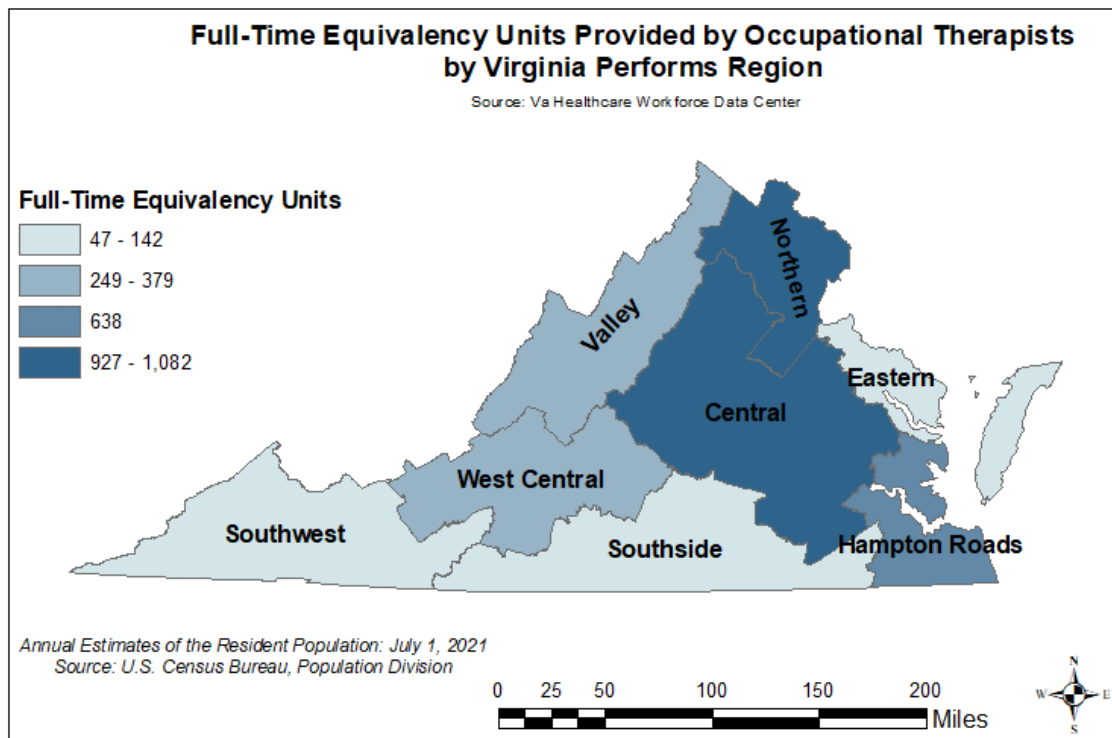 Full-Time Equivalency Units Provided by Occupational Therapists
by Virginia Performs Region
Source: Va Healthcare Workforce Data Center
Full-Time Equivalency Units
47 - 142
249 - 379
638
927 - 1,082
Northern
Valley
Eastern
Central
West Central
Southwest
Southside
Hampton Roads
Annual Estimates of the Resident Population: July 1, 2021
Source: U.S. Census Bureau, Population Division
0 25 50 100 150 200
Miles
N
W E
S